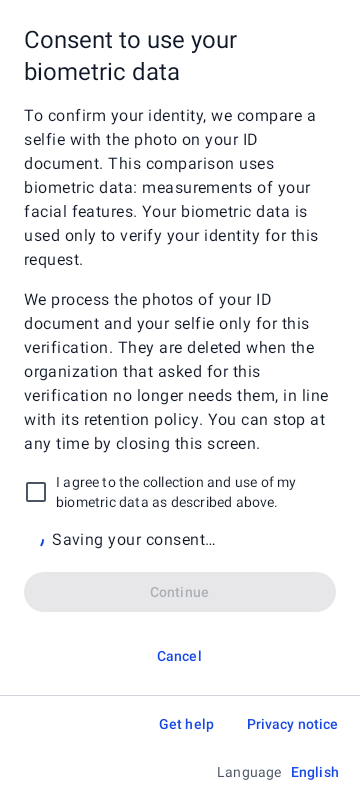 Consent to use your
biometric data
To confirm your identity, we compare a
selfie with the photo on your ID
document. This comparison uses
biometric data: measurements of your
facial features. Your biometric data is
used only to verify your identity for this
request.
We process the photos of your ID
document and your selfie only for this
verification. They are deleted when the
organization that asked for this
verification no longer needs them, in line
with its retention policy. You can stop at
any time by closing this screen.
I agree to the collection and use of my
biometric data as described above.
Saving your consent…
Continue
Cancel
Get help Privacy notice
Language English